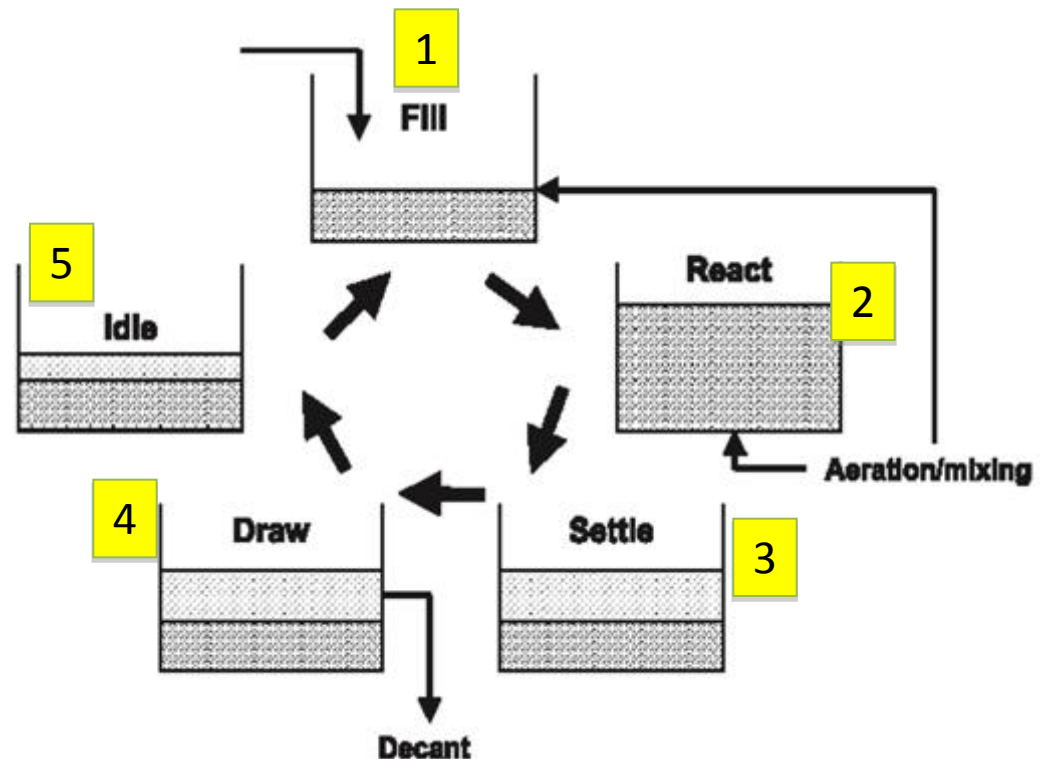 1
Fill
5
Idle
React
2
Aeration/mixing
4
Draw
Settle
3
Decant